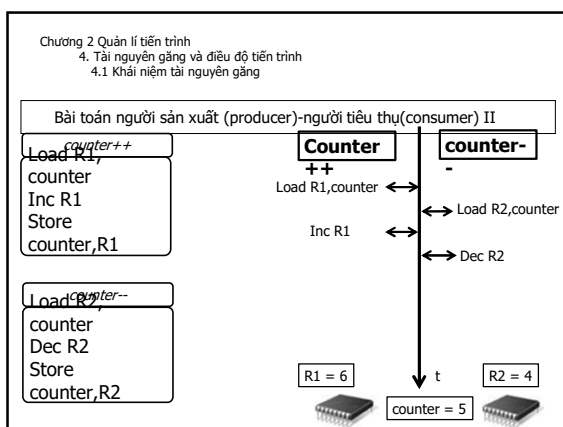 Chương 2 Quản lí tiến trình
4. Tài nguyên găng và điều độ tiến trình
4.1 Khái niệm tài nguyên găng
Bài toán người sản xuất (producer)-người tiêu thụ(consumer) II
counter++
Load R1,
counter
Inc R1
Store
counter,R1
counter--
Load R2,
counter
Dec R2
Store
counter,R2
Counter
++
counter-
-
Load R1,counter
Load R2,counter
Inc R1
Dec R2
R1 = 6
t
R2 = 4
counter = 5